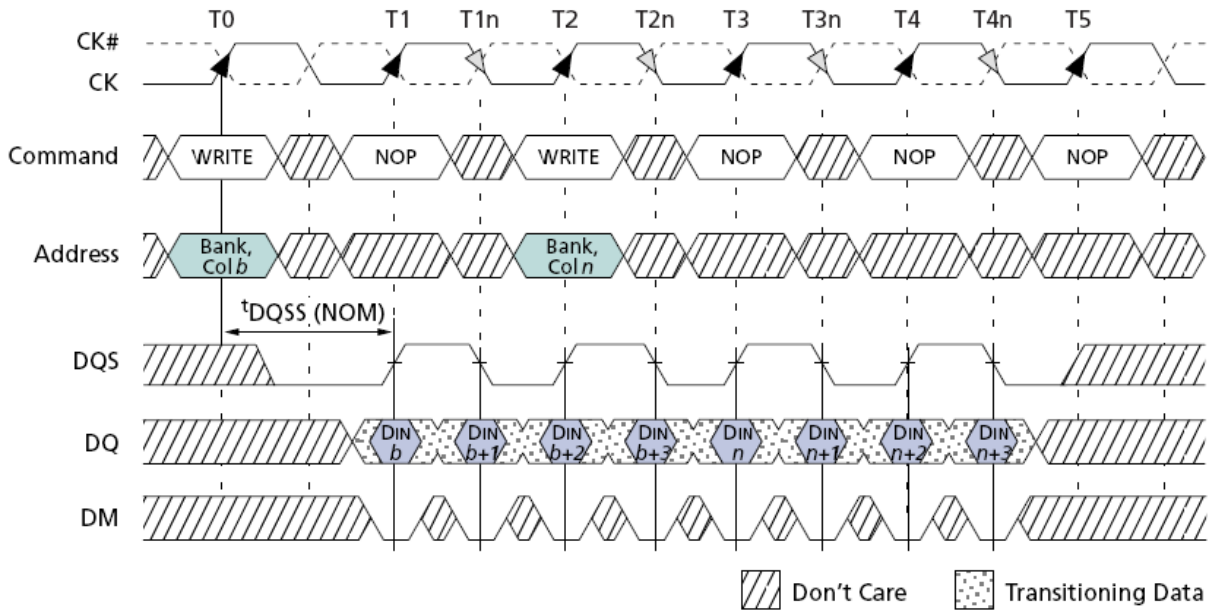 T0 T1 T1n T2 T2n T3 T3n T4 T4n T5
CK#
CK
Command WRITE NOP WRITE NOP NOP NOP
Address Bank, Col b Bank, Col n
tDQSS (NOM)
DQS
DQ DIN b DIN b+1 DIN b+2 DIN b+3 DIN n DIN n+1 DIN n+2 DIN n+3
DM
Don't Care Transitioning Data